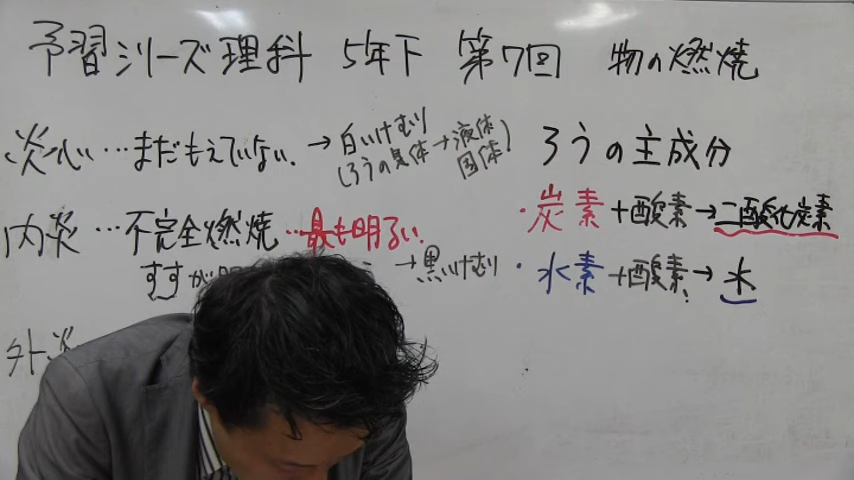 予習シリーズ理科 5年下 第7回 物の燃焼
炎心…まだもえていない。→白いけむり
(ろうの気体→液体
固体)
内炎…不完全燃焼…最も明るい。
すすが
→黒いけむり
外炎
ろうの主成分
・炭素+酸素→二酸化炭素
・水素+酸素→水